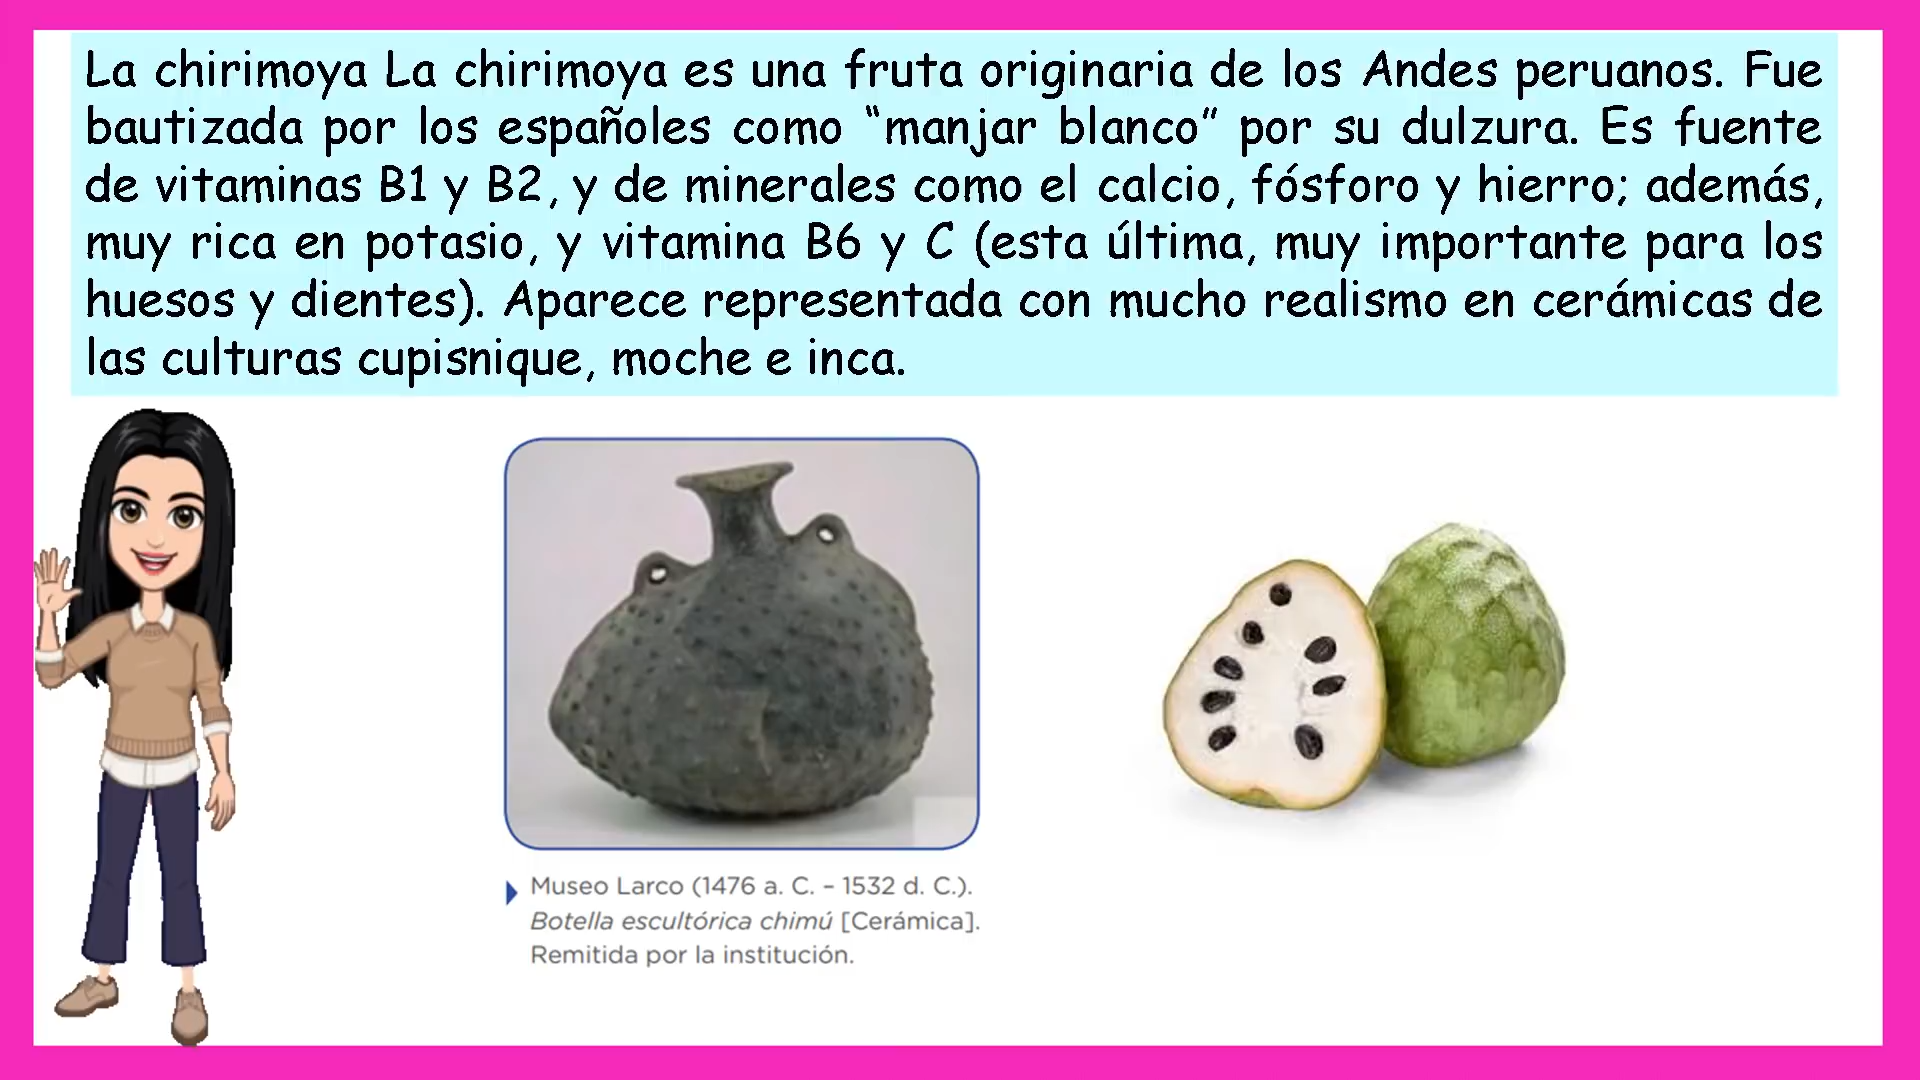 La chirimoya La chirimoya es una fruta originaria de los Andes peruanos. Fue
bautizada por los españoles como “manjar blanco” por su dulzura. Es fuente
de vitaminas B1 y B2, y de minerales como el calcio, fósforo y hierro; además,
muy rica en potasio, y vitamina B6 y C (esta última, muy importante para los
huesos y dientes). Aparece representada con mucho realismo en cerámicas de
las culturas cupisnique, moche e inca.
Museo Larco (1476 a. C. – 1532 d. C.).
Botella escultórica chimú [Cerámica].
Remitida por la institución.